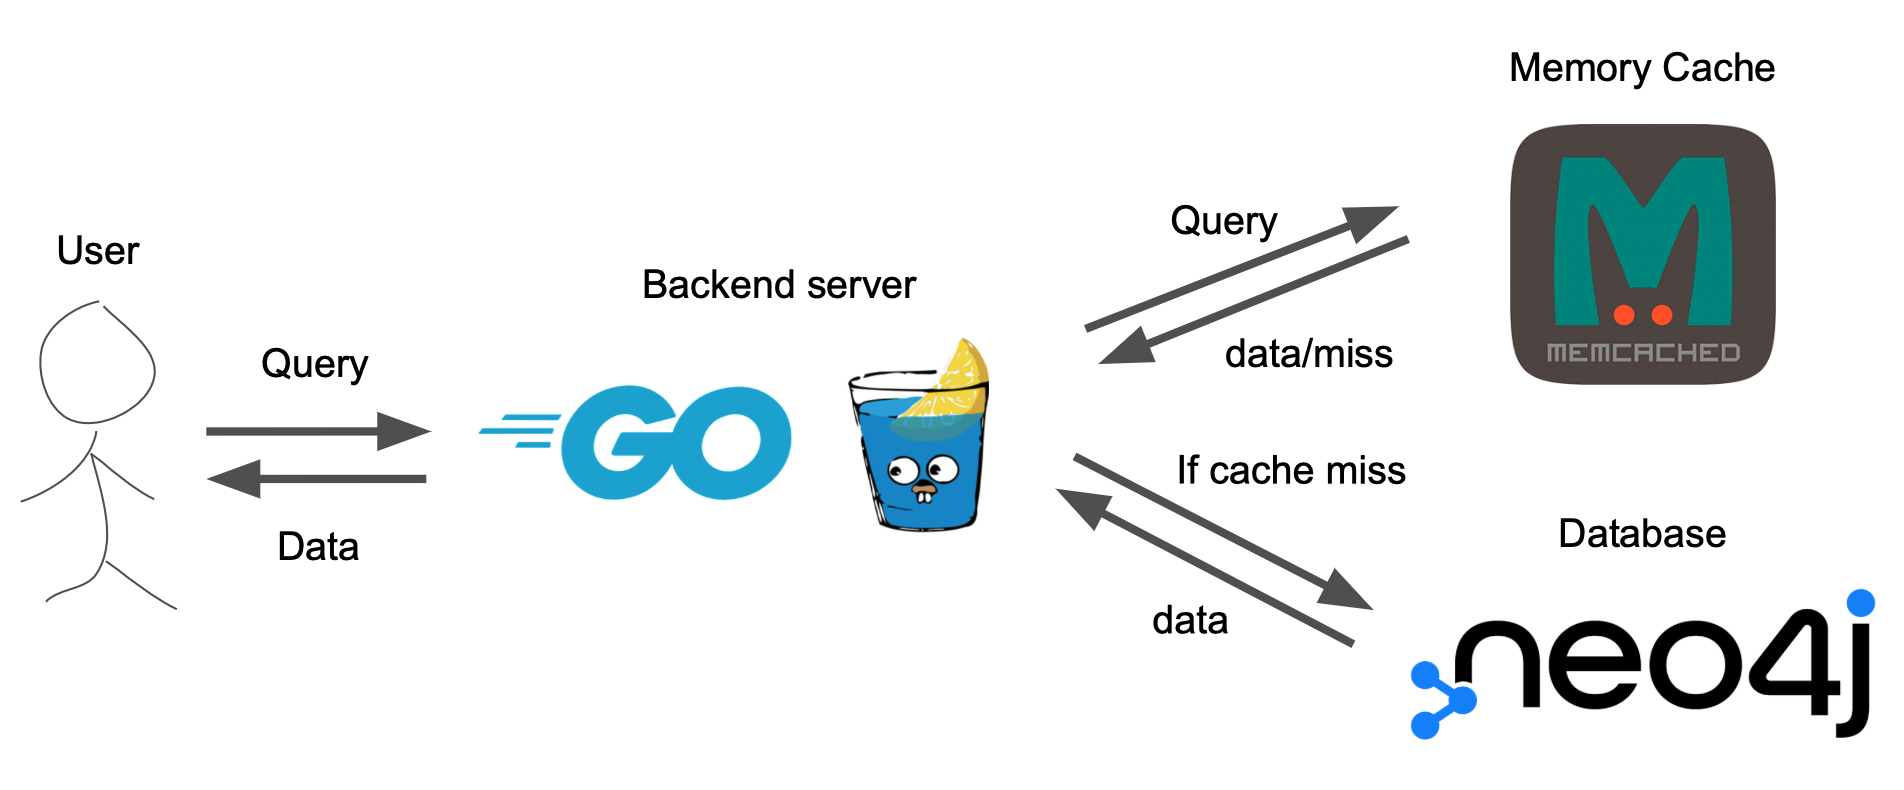 Memory Cache
MEMCACHED
User
Query
Data
Backend server
GO
Query
data/miss
If cache miss
data
Database
neo4j